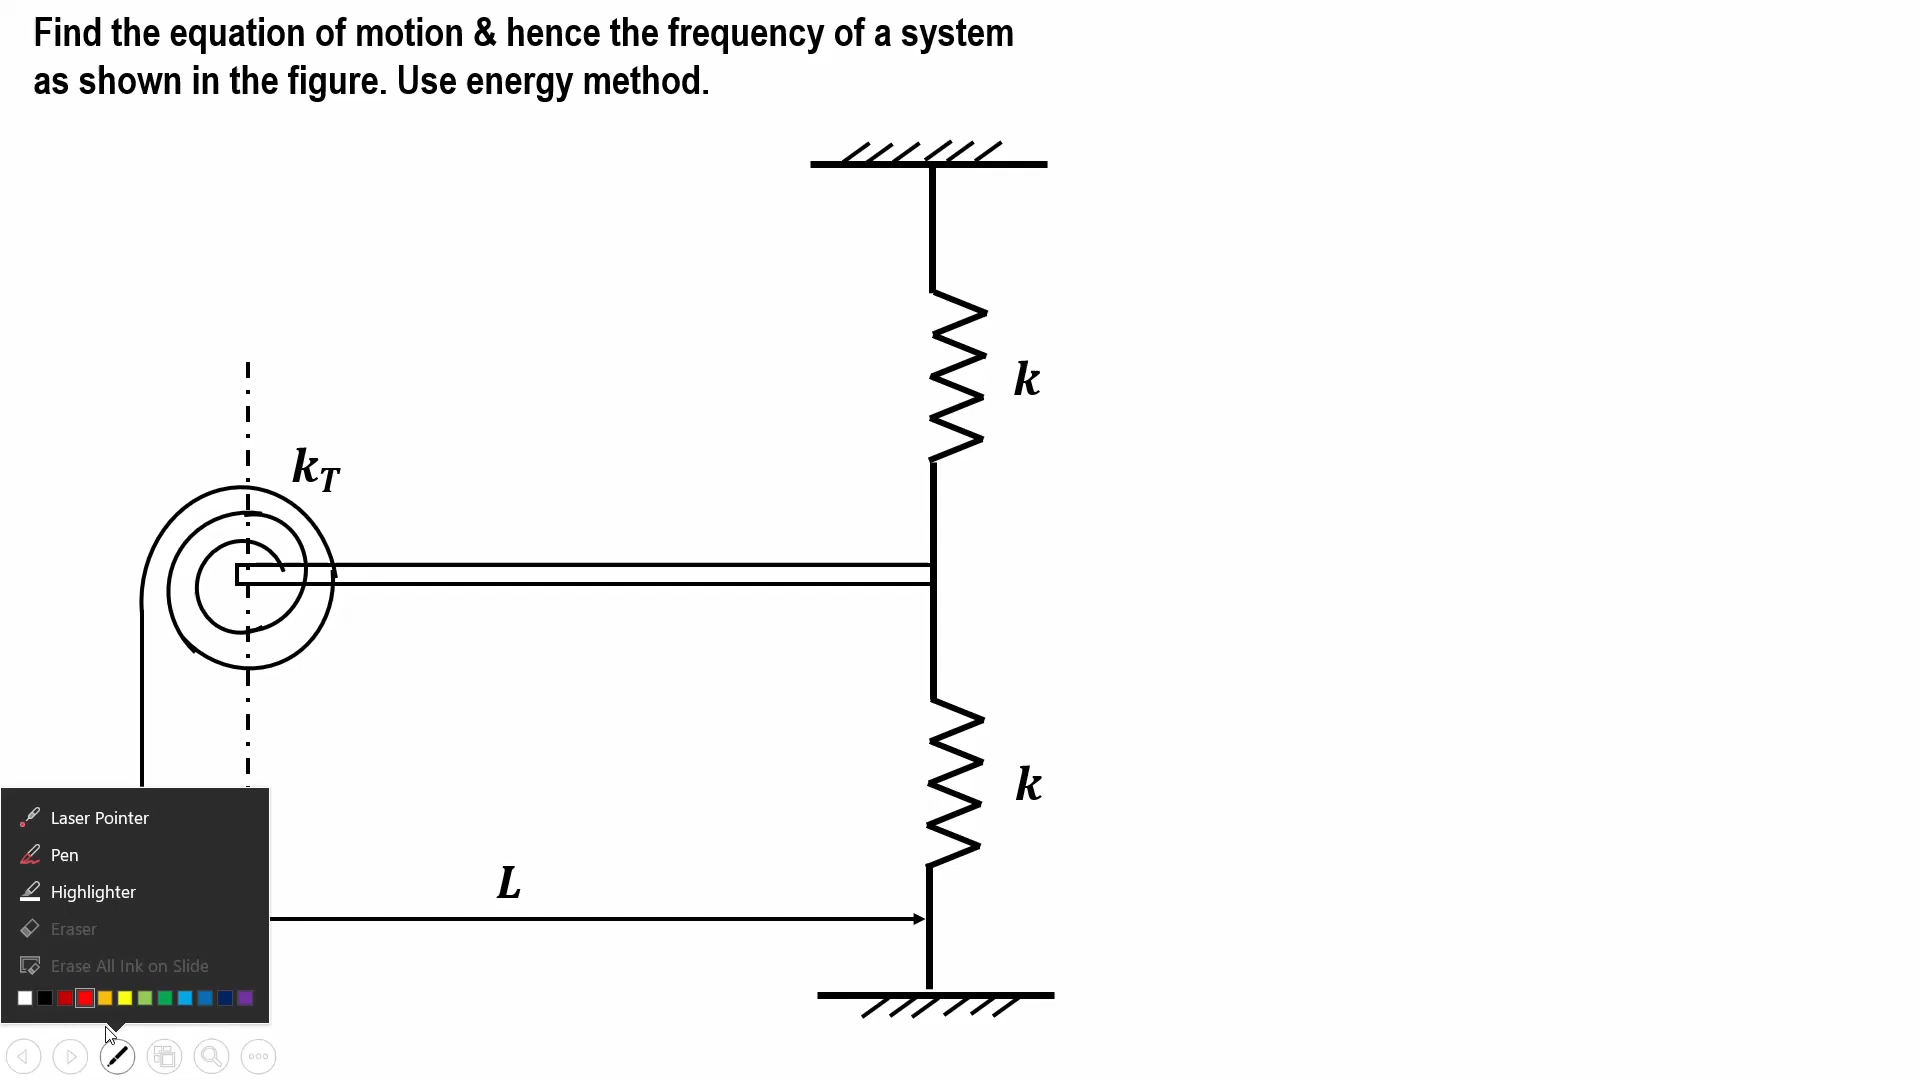 Find the equation of motion & hence the frequency of a system
as shown in the figure. Use energy method.
k
k_T
k
L
Laser Pointer
Pen
Highlighter
Eraser
Erase All Ink on Slide